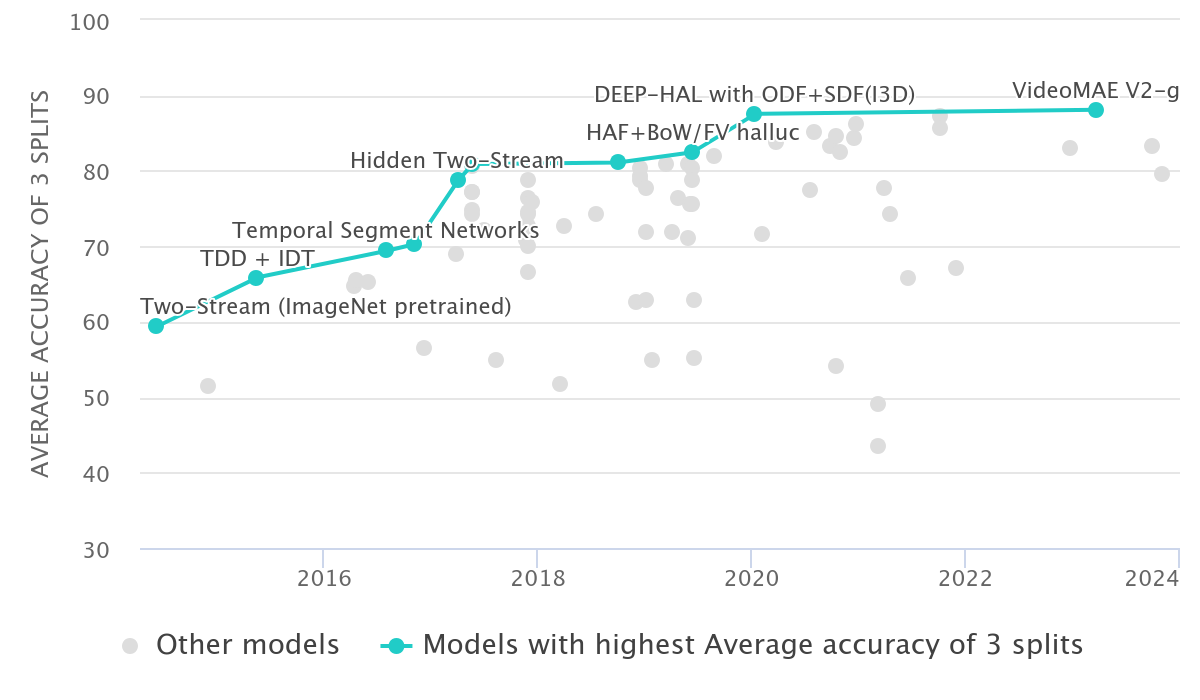 AVERAGE ACCURACY OF 3 SPLITS
100
90
80
70
60
50
40
30
DEEP-HAL with ODF+SDF(I3D)
VideoMAE V2-g
HAF+BoW/FV halluc
Hidden Two-Stream
Temporal Segment Networks
TDD + IDT
Two-Stream (ImageNet pretrained)
2016 2018 2020 2022 2024
Other models
Models with highest Average accuracy of 3 splits